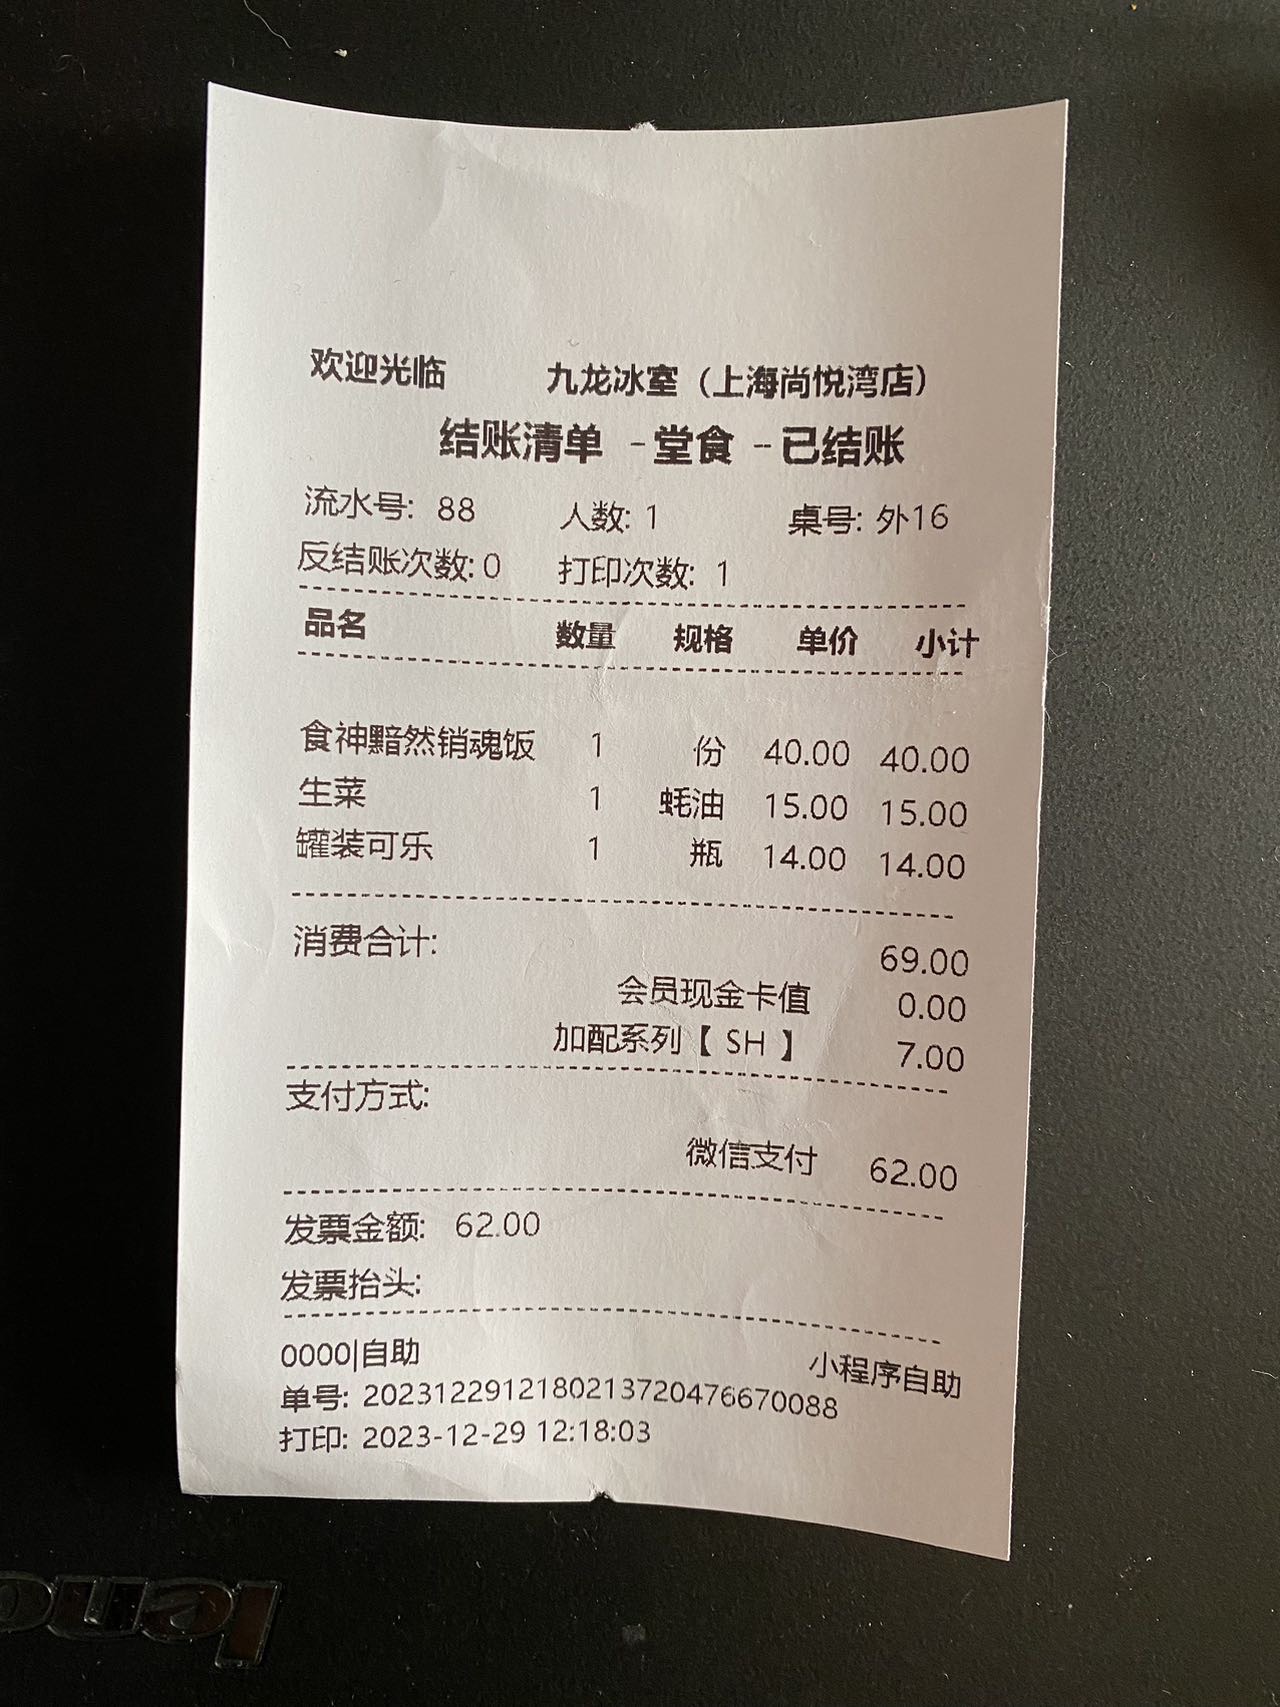 欢迎光临 九龙冰室（上海尚悦湾店）
结账清单 - 堂食 - 已结账
流水号: 88 人数: 1 桌号: 外16
反结账次数: 0 打印次数: 1
品名 数量 规格 单价 小计
食神黯然销魂饭 1 份 40.00 40.00
生菜 1 蚝油 15.00 15.00
罐装可乐 1 瓶 14.00 14.00
消费合计: 69.00
会员现金卡值 0.00
加配系列【 SH 】 7.00
支付方式:
微信支付 62.00
发票金额: 62.00
发票抬头:
0000|自助 小程序自助
单号: 20231229121802137204766700​88
打印: 2023-12-29 12:18:03